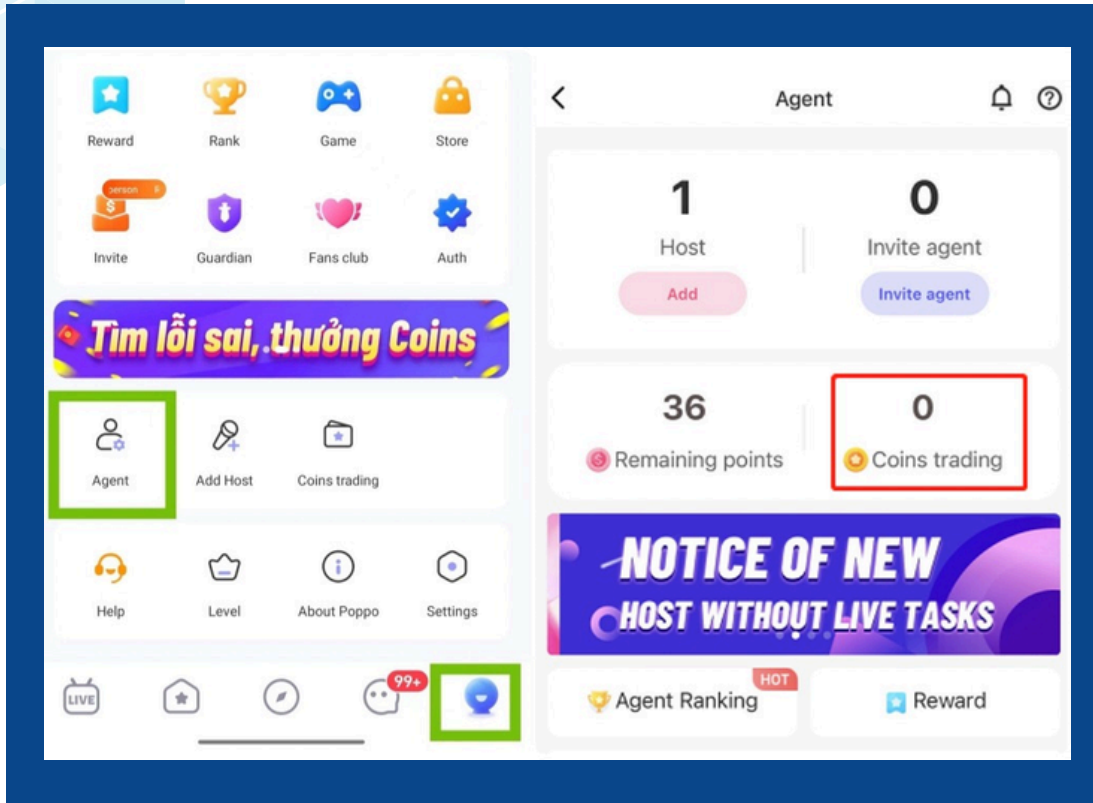 Reward
Rank
Game
Store
person 6
Invite
Guardian
Fans club
Auth
Tìm lỗi sai, thưởng Coins
Agent
Add Host
Coins trading
Help
Level
About Poppo
Settings
LIVE
99+
Agent
1
0
Host
Invite agent
Add
Invite agent
36
0
Remaining points
Coins trading
NOTICE OF NEW
HOST WITHOUT LIVE TASKS
HOT
Agent Ranking
Reward